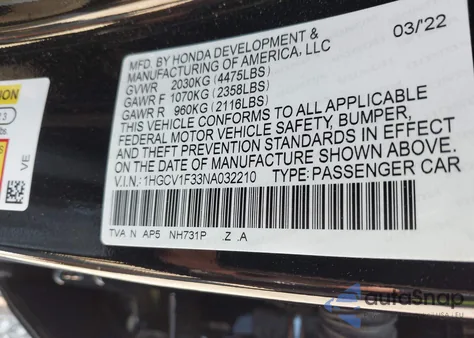 MFD. BY HONDA DEVELOPMENT & 03/22
MANUFACTURING OF AMERICA, LLC
GVWR 2030KG (4475LBS)
GAWR F 1070KG (2358LBS)
GAWR R 960KG (2116LBS)
THIS VEHICLE CONFORMS TO ALL APPLICABLE
FEDERAL MOTOR VEHICLE SAFETY, BUMPER,
AND THEFT PREVENTION STANDARDS IN EFFECT
ON THE DATE OF MANUFACTURE SHOWN ABOVE.
V.I.N.: 1HGCV1F33NA032210 TYPE: PASSENGER CAR
TVA N AP5 NH731P .Z .A
VE
autoSnap